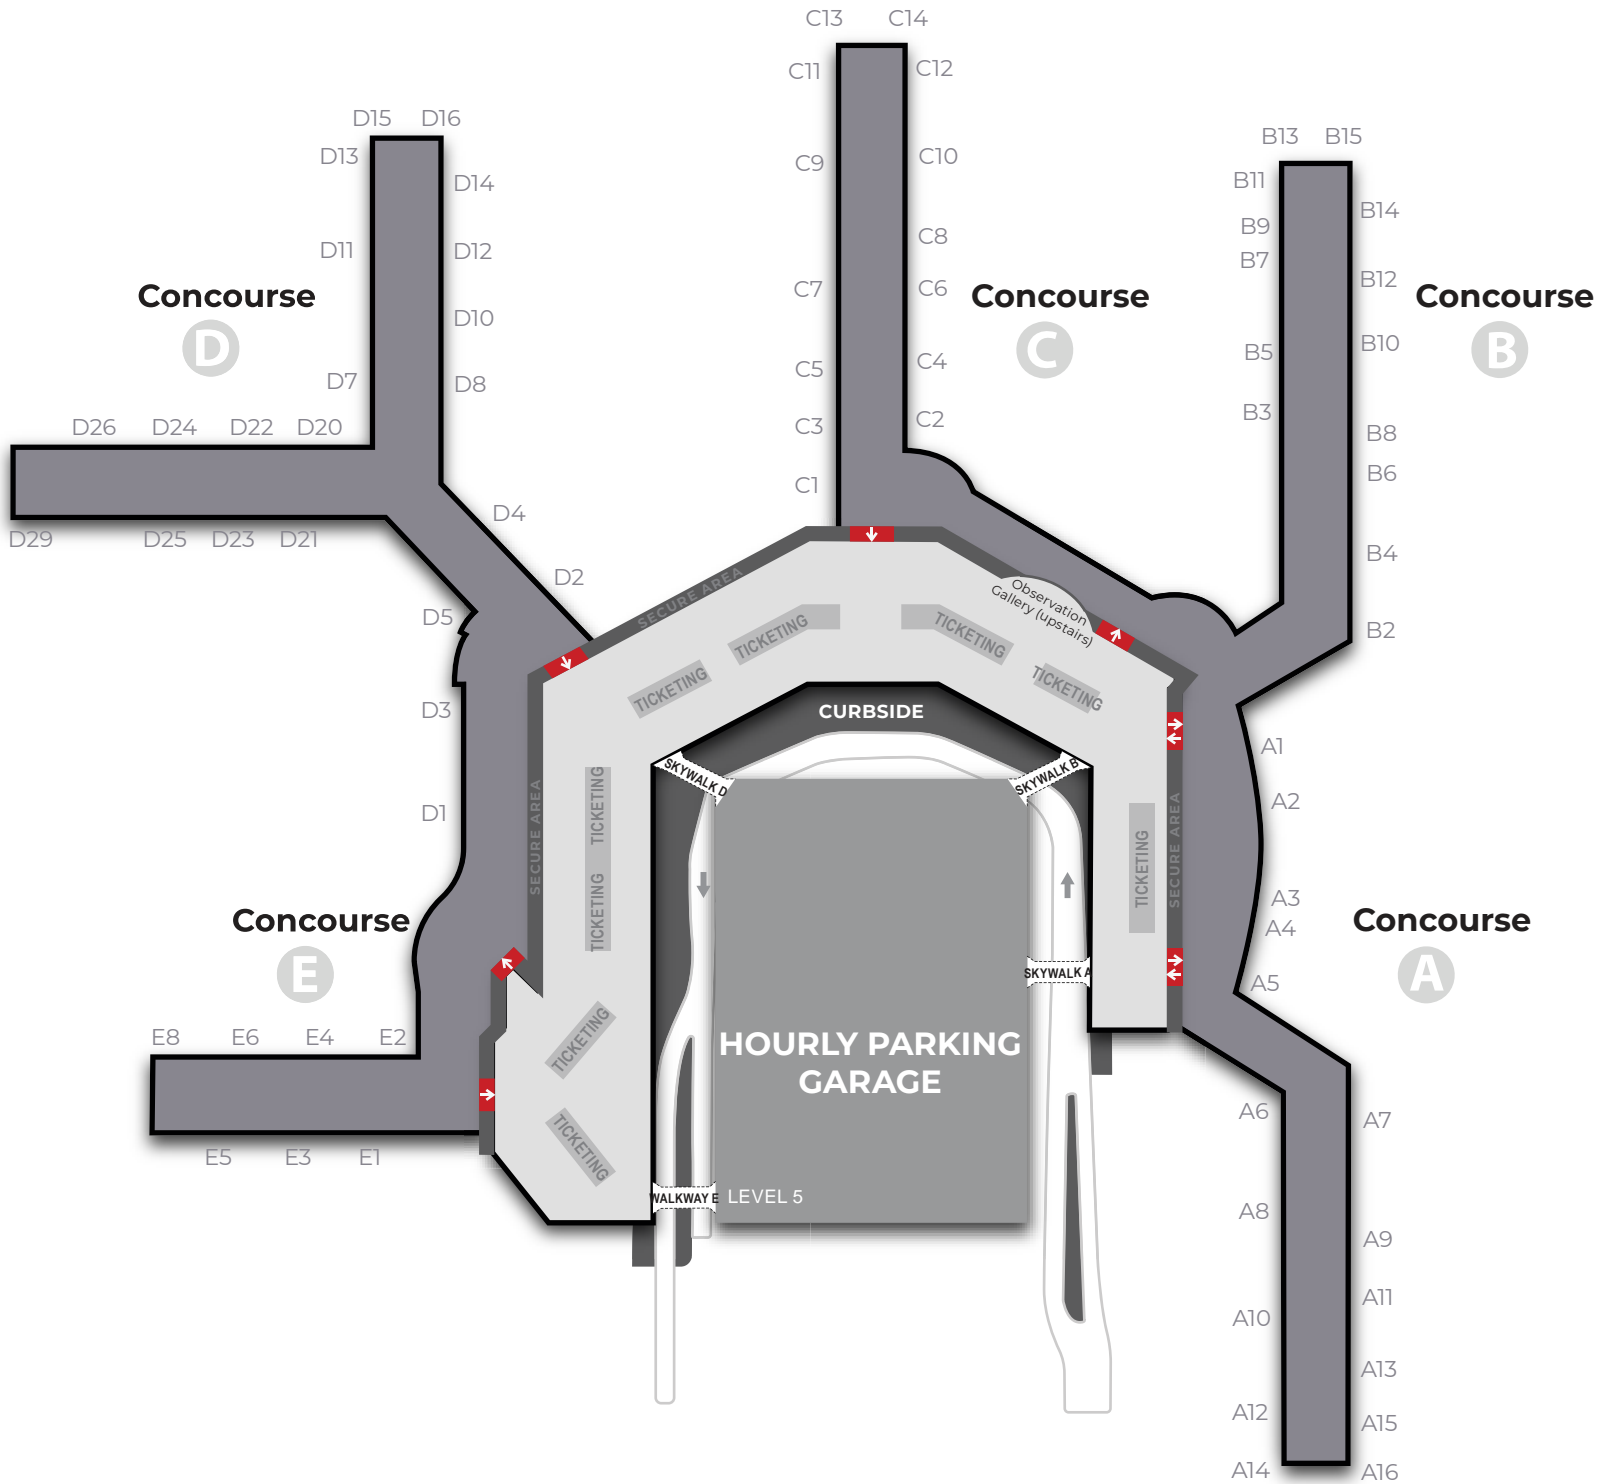 C13 C14
C11 C12
C9 C10
C8
C7 C6
C5 C4
C3 C2
C1
D15 D16
D13 D14
D11 D12
D10
D7 D8
D26 D24 D22 D20
D29 D25 D23 D21
D4
D2
D5
D3
D1
Concourse
D
Concourse
C
Concourse
B
B13 B15
B11 B14
B9
B7 B12
B5 B10
B3 B8
B6
B4
B2
SECURE AREA
Observation
Gallery (upstairs)
TICKETING
TICKETING
TICKETING
TICKETING
CURBSIDE
SKYWALK D
SKYWALK B
TICKETING
TICKETING
SECURE AREA
TICKETING
SECURE AREA
A1
A2
A3
A4
A5
Concourse
E
Concourse
A
SKYWALK A
E8 E6 E4 E2
E5 E3 E1
TICKETING
TICKETING
HOURLY PARKING
GARAGE
WALKWAY E
LEVEL 5
A6 A7
A8 A9
A10 A11
A12 A13
A15
A14 A16